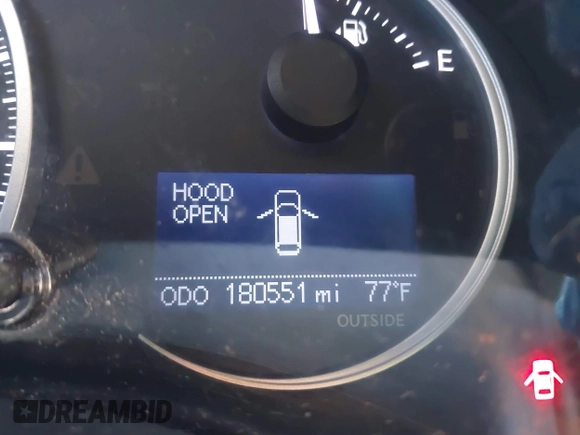 E
HOOD
OPEN
ODO 180551 mi 77°F
OUTSIDE
DREAMBID